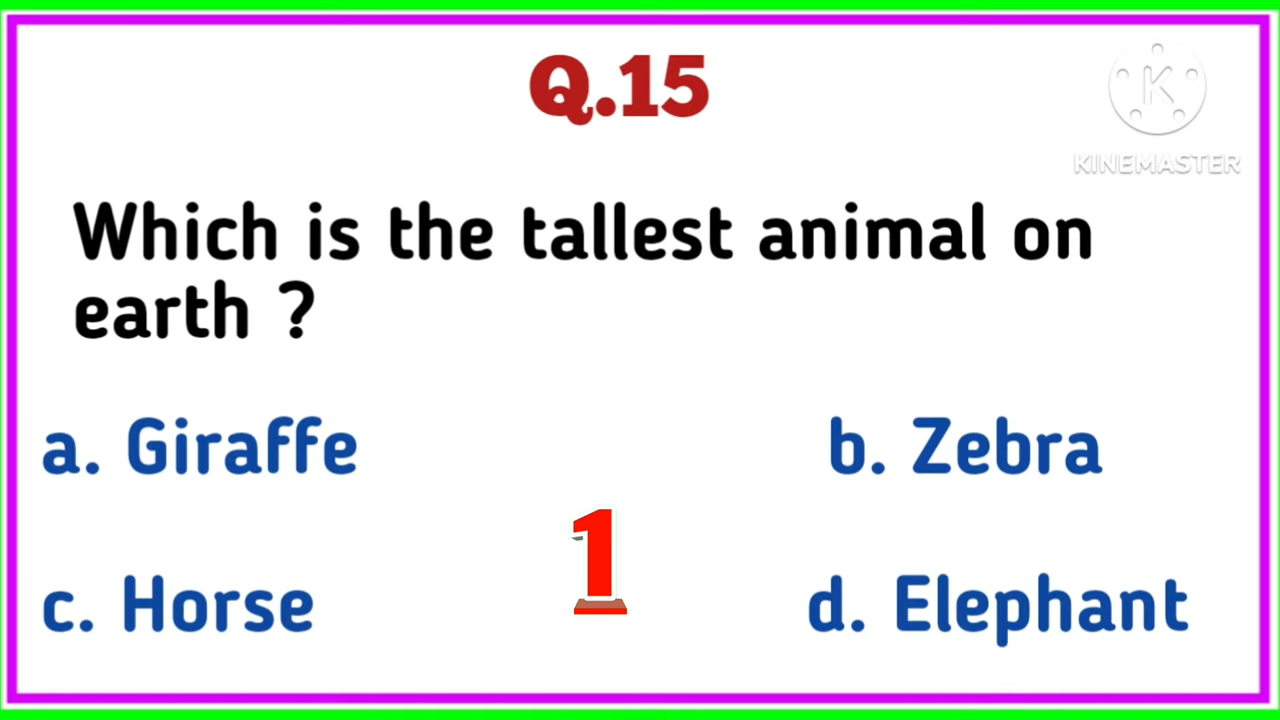 Q.15
K
KINEMASTER
Which is the tallest animal on
earth ?
a. Giraffe
b. Zebra
1
c. Horse
d. Elephant